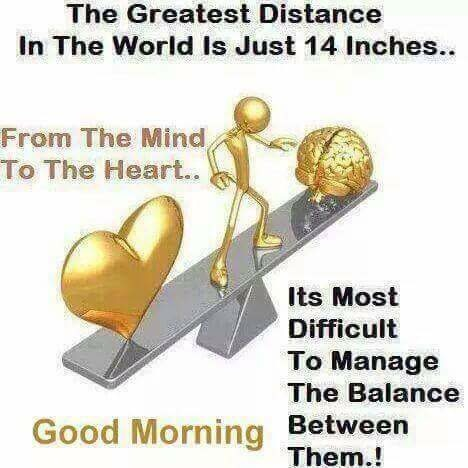 The Greatest Distance
In The World Is Just 14 Inches..
From The Mind
To The Heart..
Its Most
Difficult
To Manage
The Balance
Between
Them.!
Good Morning